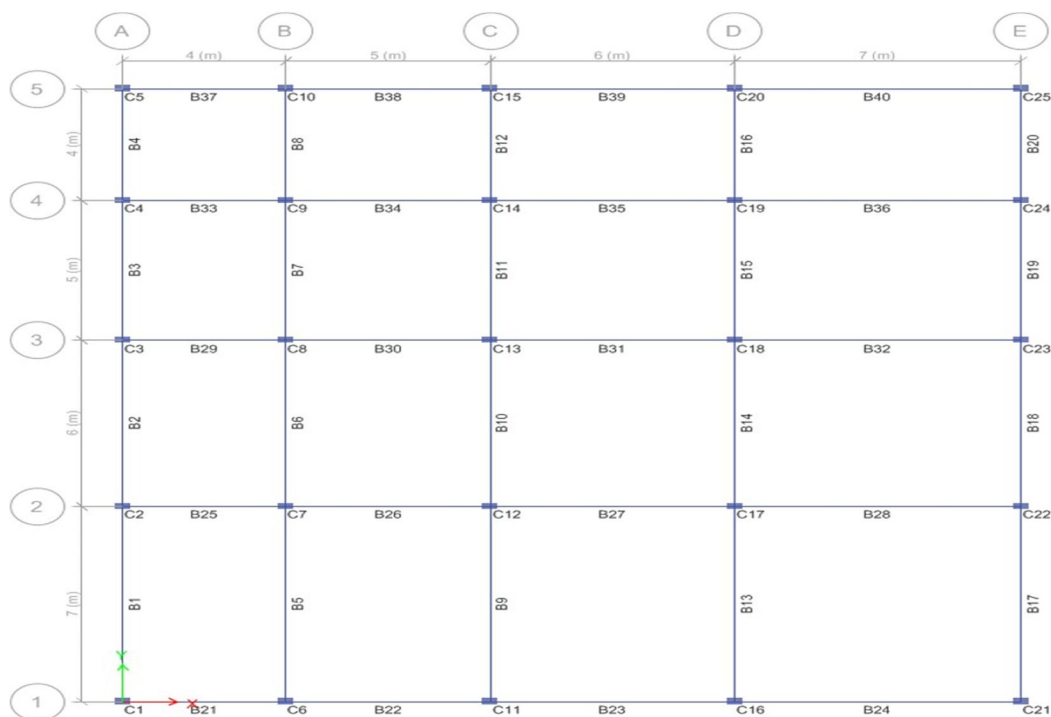 A B C D E
4 (m) 5 (m) 6 (m) 7 (m)
5
C5 B37 C10 B38 C15 B39 C20 B40 C25
4 (m) B4 B8 B12 B16 B20
4
C4 B33 C9 B34 C14 B35 C19 B36 C24
5 (m) B3 B7 B11 B15 B19
3
C3 B29 C8 B30 C13 B31 C18 B32 C23
6 (m) B2 B6 B10 B14 B18
2
C2 B25 C7 B26 C12 B27 C17 B28 C22
7 (m) B1 B5 B9 B13 B17
Y
1
X
C1 B21 C6 B22 C11 B23 C16 B24 C21